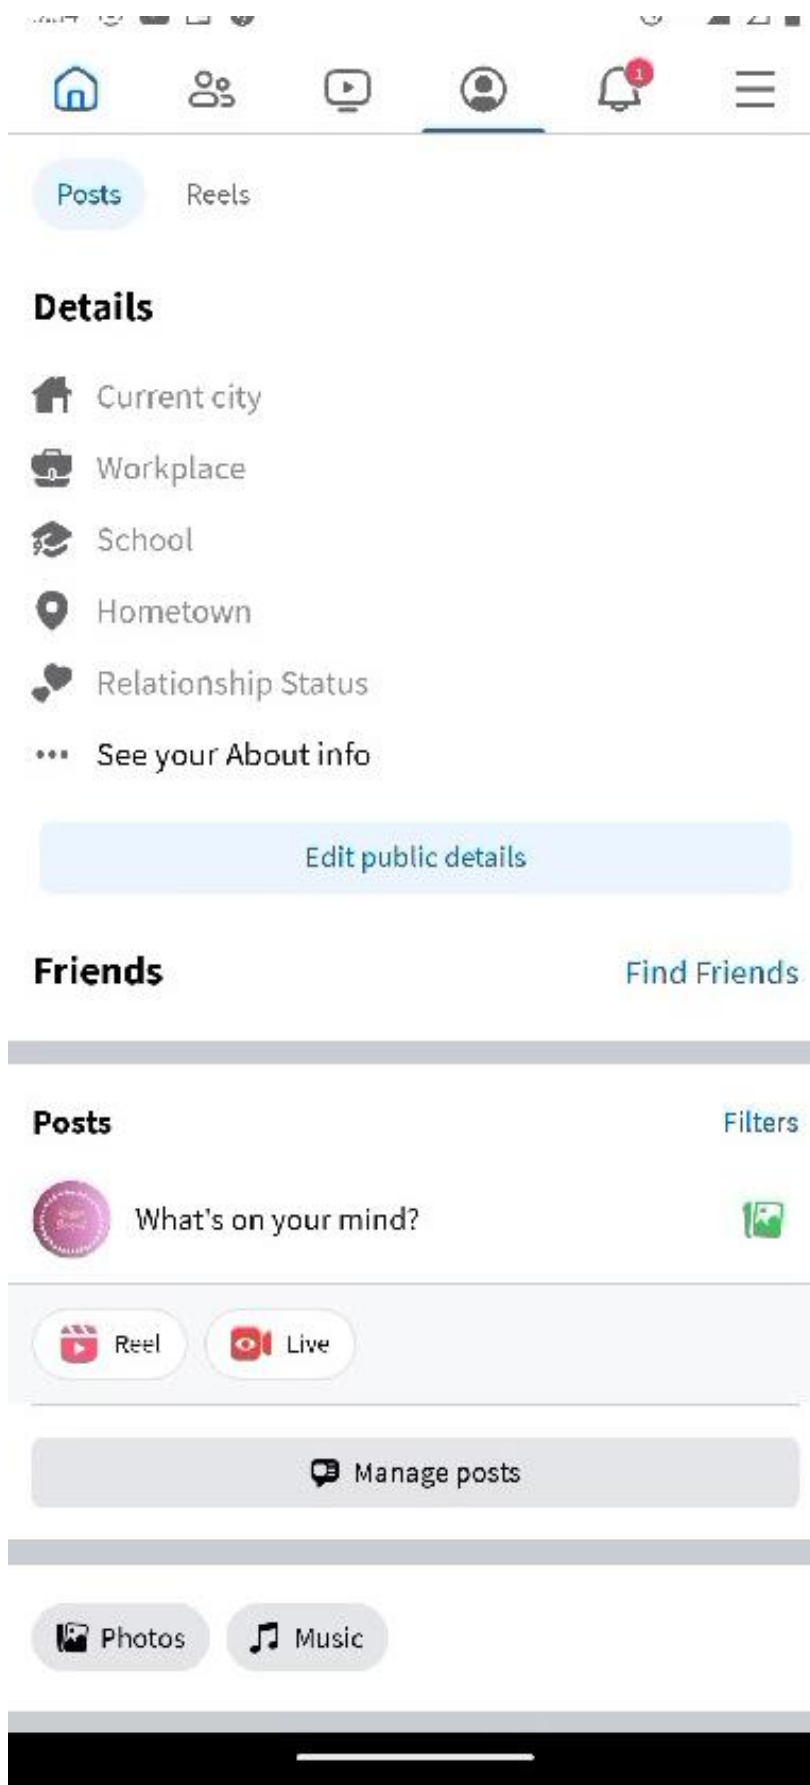 1
Posts Reels
Details
Current city
Workplace
School
Hometown
Relationship Status
See your About info
Edit public details
Friends Find Friends
Posts Filters
What's on your mind?
Reel Live
Manage posts
Photos Music